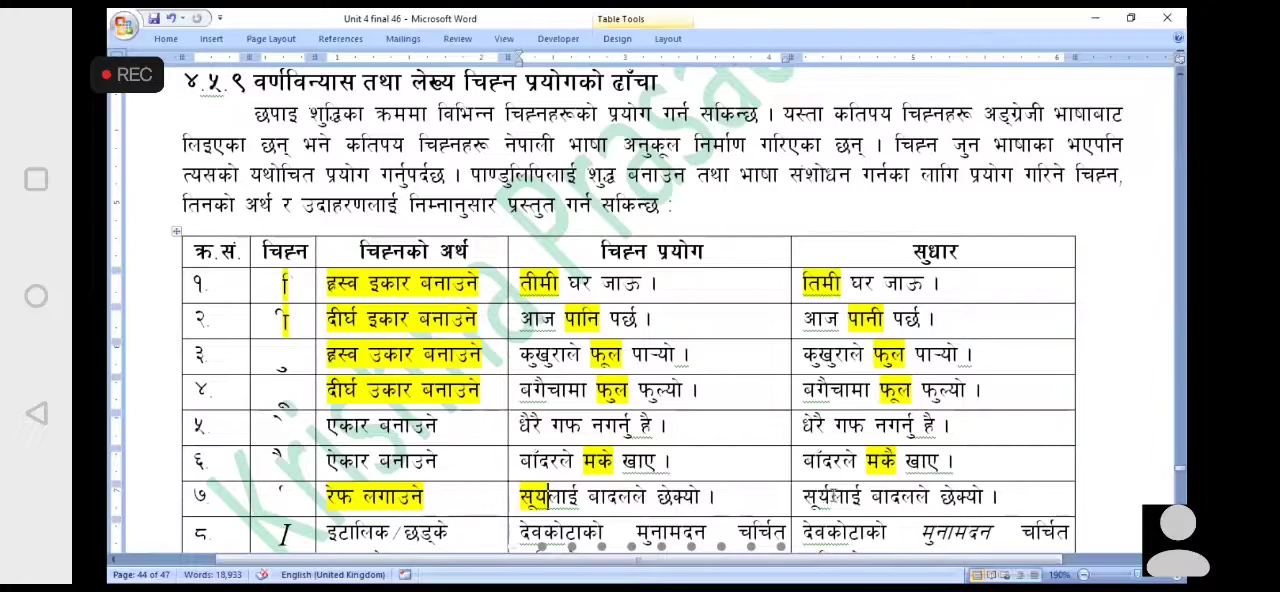 Unit 4 final 46 - Microsoft Word
Table Tools
Home Insert Page Layout References Mailings Review View Developer Design Layout
REC
४.५.९ वर्णविन्यास तथा लेख्य चिह्न प्रयोगको ढाँचा
छपाइ शुद्धिका क्रममा विभिन्न चिह्नहरूको प्रयोग गर्न सकिन्छ । यस्ता कतिपय चिह्नहरू अङ्ग्रेजी भाषाबाट
लिइएका छन् भने कतिपय चिह्नहरू नेपाली भाषा अनुकूल निर्माण गरिएका छन् । चिह्न जुन भाषाका भएपनि
त्यसको यथोचित प्रयोग गर्नुपर्दछ । पाण्डुलिपिलाई शुद्ध बनाउन तथा भाषा संशोधन गर्नका लागि प्रयोग गरिने चिह्न,
तिनको अर्थ र उदाहरणलाई निम्नानुसार प्रस्तुत गर्न सकिन्छ :
क्र.सं. चिह्न चिह्नको अर्थ चिह्न प्रयोग सुधार
१. ि ह्रस्व इकार बनाउने तीमी घर जाऊ । तिमी घर जाऊ ।
२. ी दीर्घ इकार बनाउने आज पानि पर्छ । आज पानी पर्छ ।
३. ु ह्रस्व उकार बनाउने कुखुराले फूल पाऱ्यो । कुखुराले फुल पाऱ्यो ।
४. ू दीर्घ उकार बनाउने बगैचामा फुल फुल्यो । बगैचामा फूल फुल्यो ।
५. े एकार बनाउने धैरै गफ नगर्नु है । धेरै गफ नगर्नु है ।
६. ै ऐकार बनाउने बाँदरले मके खाए । बाँदरले मकै खाए ।
७. र्‍ रेफ लगाउने सूयलाई बादलले छेक्यो । सूर्यलाई बादलले छेक्यो ।
८. I इटालिक/छड्के देवकोटाको मुनामदन चर्चित देवकोटाको मुनामदन चर्चित
Krishna Prasa
Page: 44 of 47 Words: 18,933 English (United Kingdom) 190%